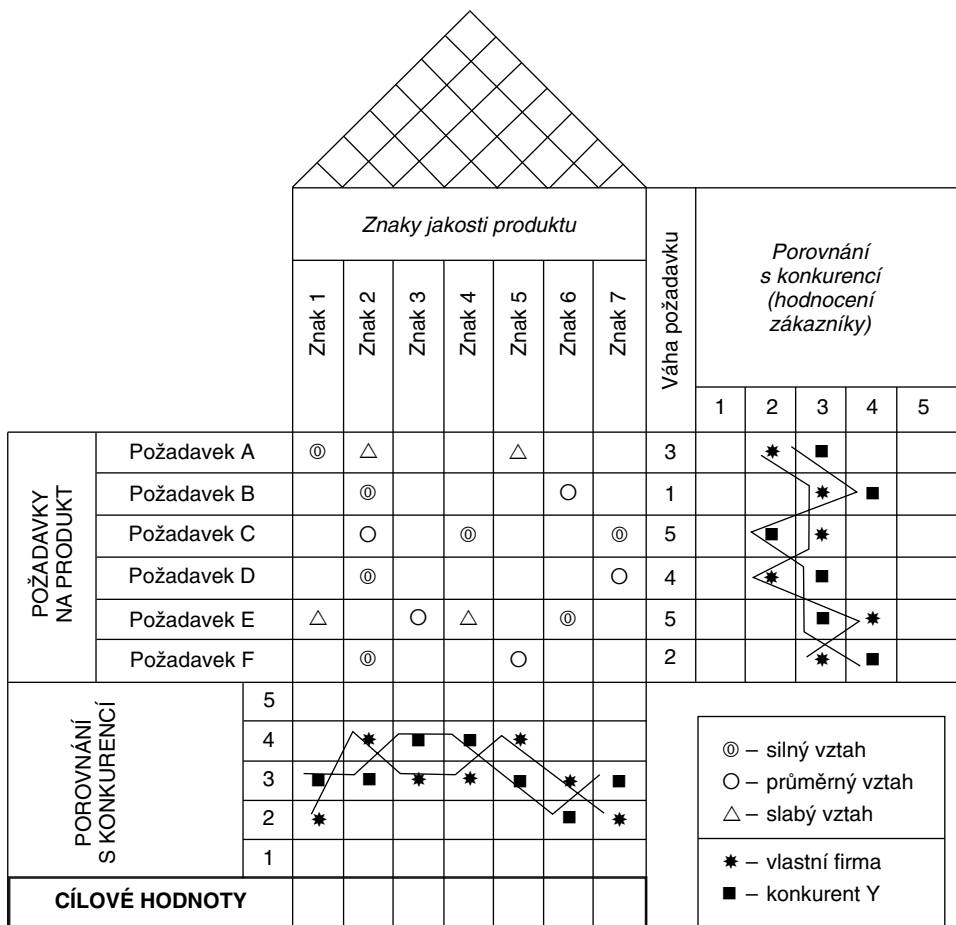 Znaky jakosti produktu
Znak 1
Znak 2
Znak 3
Znak 4
Znak 5
Znak 6
Znak 7
Váha požadavku
Porovnání
s konkurencí
(hodnocení
zákazníky)
1 2 3 4 5
POŽADAVKY
NA PRODUKT
Požadavek A 3
Požadavek B 1
Požadavek C 5
Požadavek D 4
Požadavek E 5
Požadavek F 2
POROVNÁNÍ
S KONKURENCÍ
5
4
3
2
1
CÍLOVÉ HODNOTY
– silný vztah
– průměrný vztah
– slabý vztah
– vlastní firma
– konkurent Y